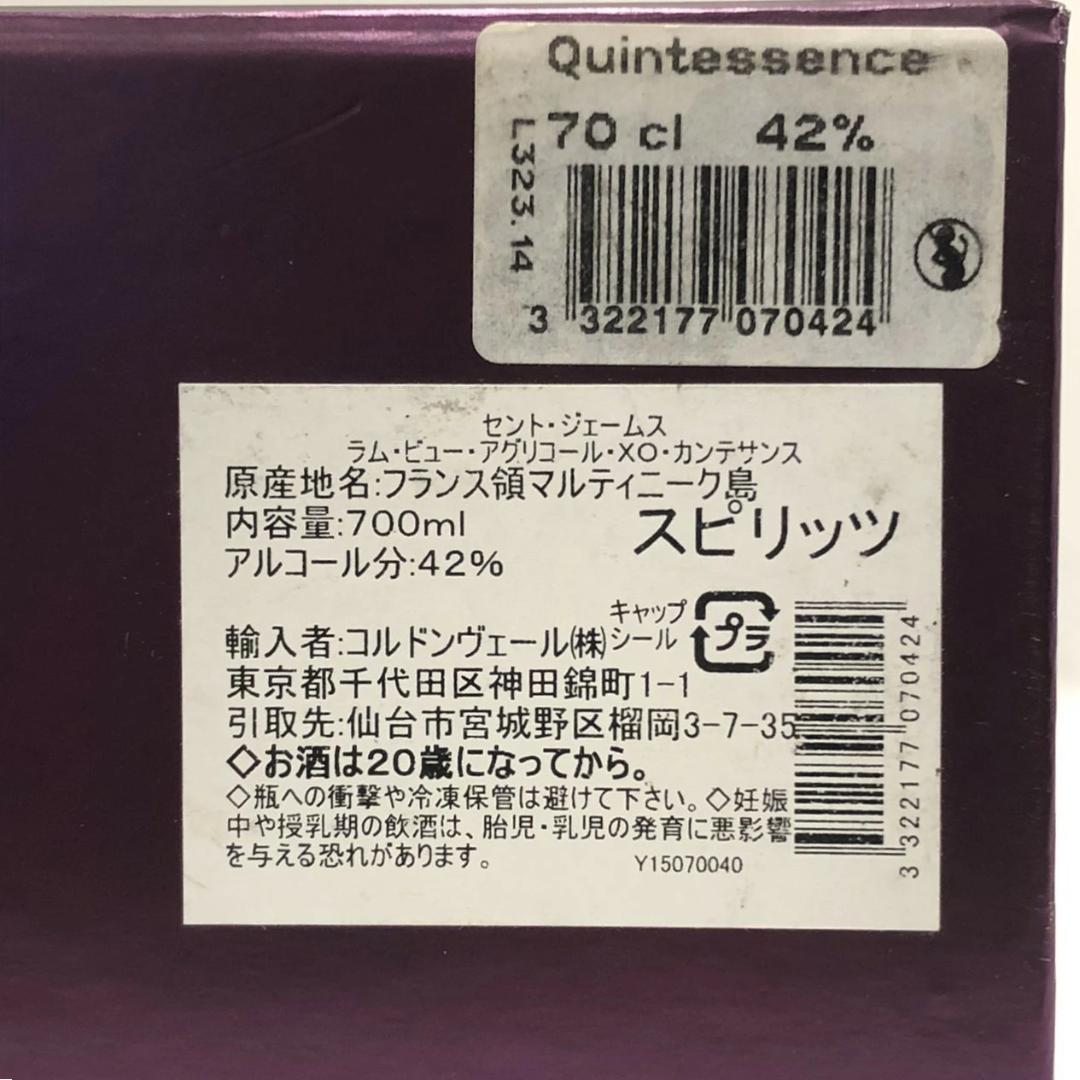 Quintessence
70 cl 42%
L323.14
3 322177 070424
セント・ジェームス
ラム・ビュー・アグリコール・XO・カンテサンス
原産地名:フランス領マルティニーク島
内容量:700ml
スピリッツ
アルコール分:42%
キャップ
シール
プラ
輸入者:コルドンヴェール㈱
東京都千代田区神田錦町1-1
引取先:仙台市宮城野区榴岡3-7-35
◇お酒は20歳になってから。
◇瓶への衝撃や冷凍保管は避けて下さい。◇妊娠
中や授乳期の飲酒は、胎児・乳児の発育に悪影響
を与える恐れがあります。
Y15070040
3 322177 070424